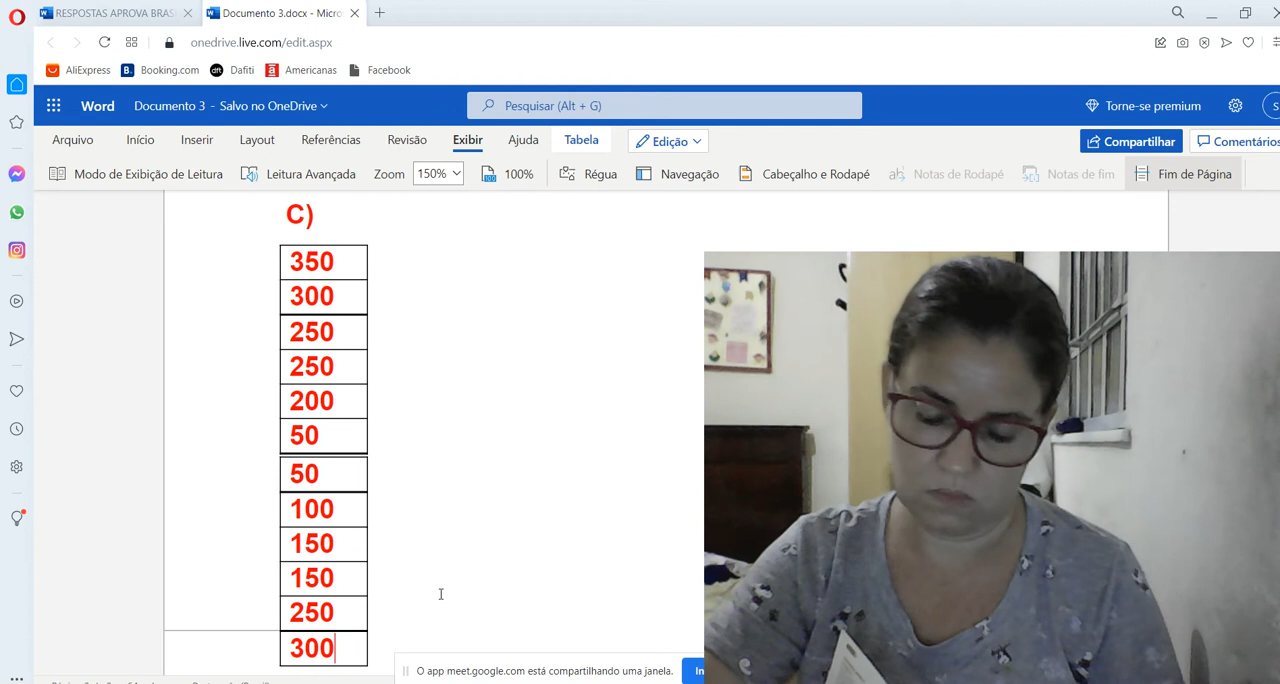 RESPOSTAS APROVA BRAS
Documento 3.docx - Micro
onedrive.live.com/edit.aspx
AliExpress
B. Booking.com
dft Dafiti
a Americanas
Facebook
Word
Documento 3 - Salvo no OneDrive
Pesquisar (Alt + G)
Torne-se premium
S
Arquivo
Início
Inserir
Layout
Referências
Revisão
Exibir
Ajuda
Tabela
Edição
Compartilhar
Comentários
Modo de Exibição de Leitura
Leitura Avançada
Zoom
150%
100%
Régua
Navegação
Cabeçalho e Rodapé
Notas de Rodapé
Notas de fim
Fim de Página
C)
350
300
250
250
200
50
50
100
150
150
250
300
O app meet.google.com está compartilhando uma janela.
In